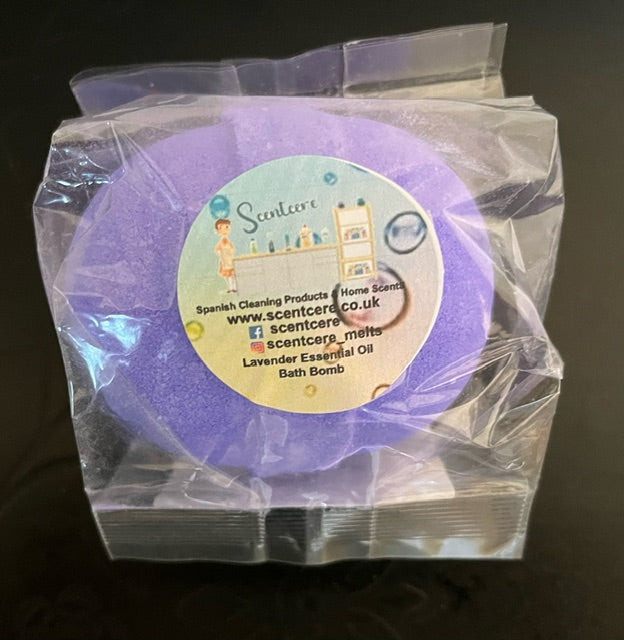 Scentcere
Spanish Cleaning Products & Home Scents
www.scentcere.co.uk
scentcere
scentcere_melts
Lavender Essential Oil
Bath Bomb